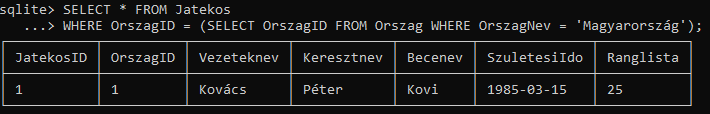 sqlite> SELECT * FROM Jatekos
...> WHERE OrszagID = (SELECT OrszagID FROM Orszag WHERE OrszagNev = 'Magyarország');
JatekosID OrszagID Vezeteknev Keresztnev Becenev SzuletesiIdo Ranglista
1 1 Kovács Péter Kovi 1985-03-15 25